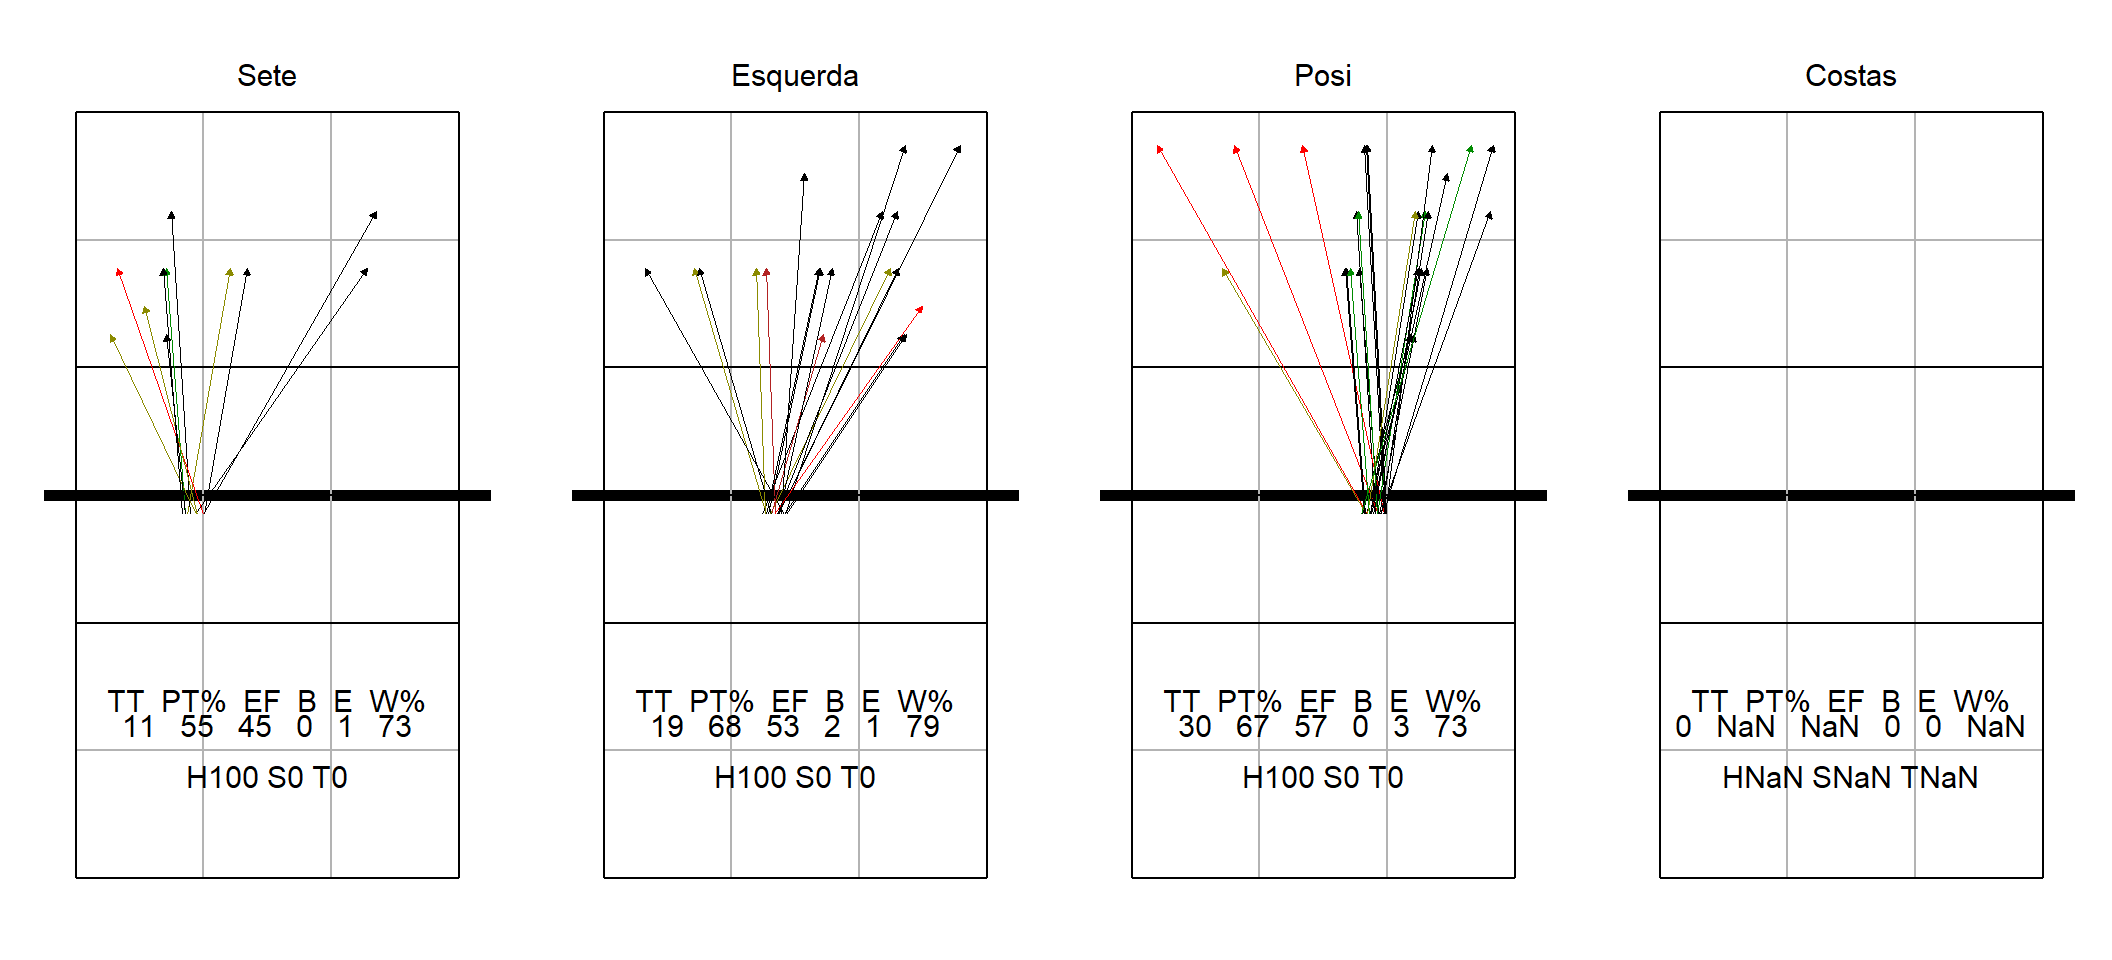 Sete
TT PT% EF B E W%
11 55 45 0 1 73
H100 S0 T0
Esquerda
TT PT% EF B E W%
19 68 53 2 1 79
H100 S0 T0
Posi
TT PT% EF B E W%
30 67 57 0 3 73
H100 S0 T0
Costas
TT PT% EF B E W%
0 NaN NaN 0 0 NaN
HNaN SNaN TNaN